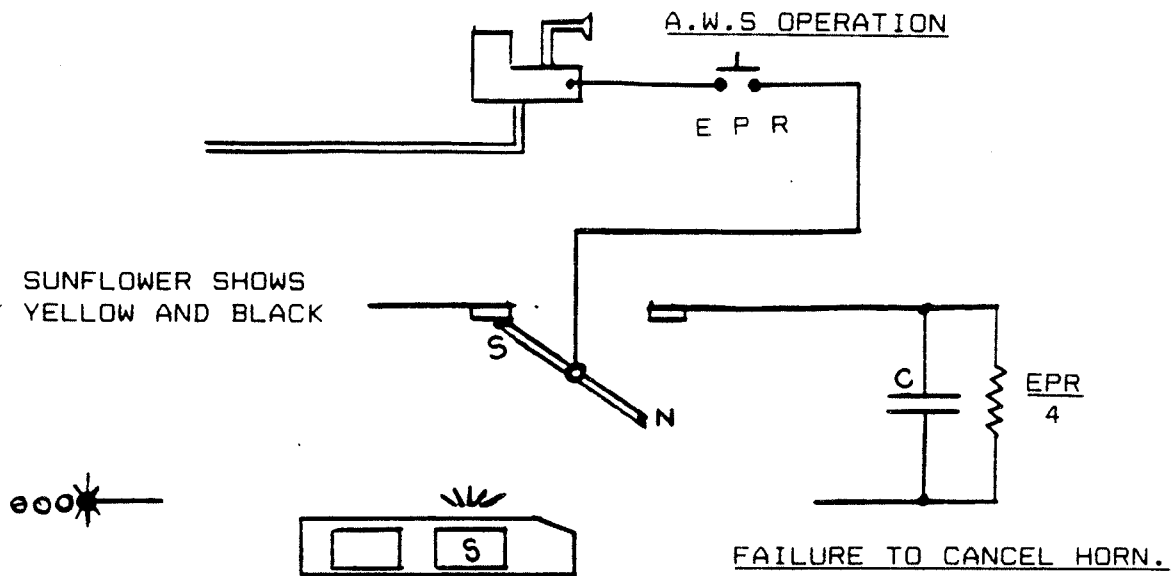 A.W.S OPERATION
E P R
SUNFLOWER SHOWS
YELLOW AND BLACK
S
N
C
EPR
4
S
FAILURE TO CANCEL HORN.